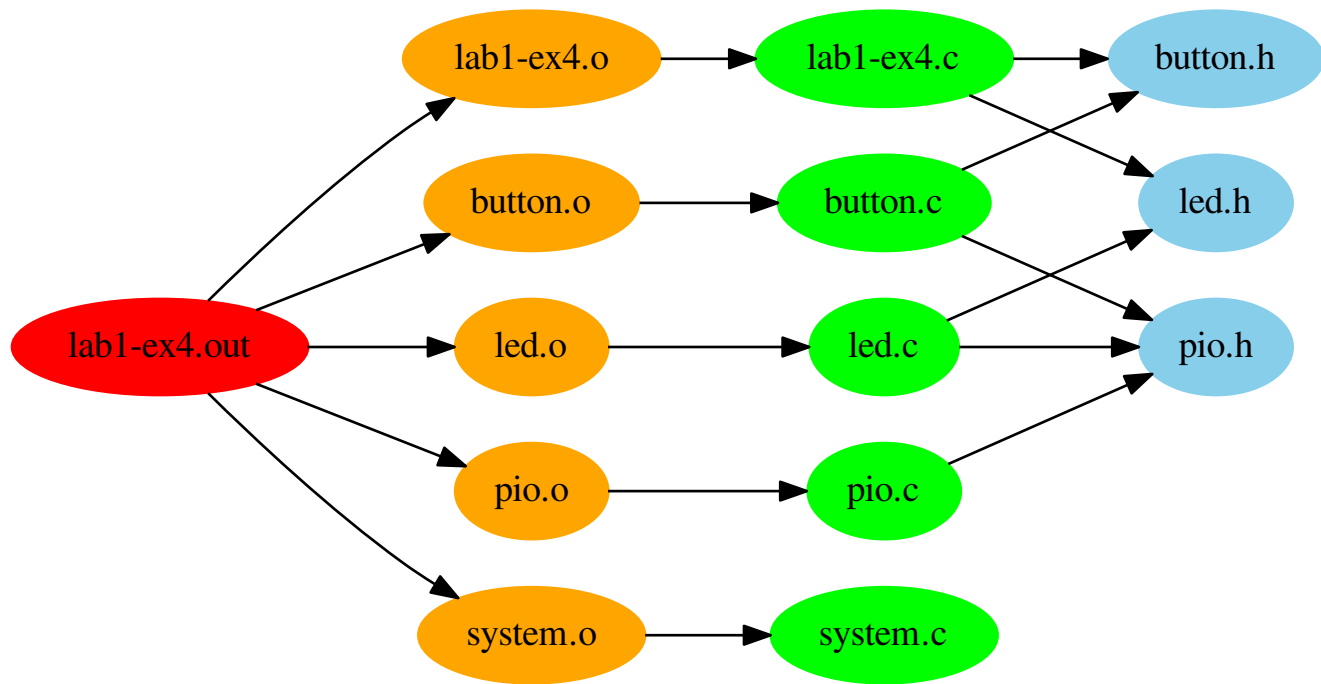 lab1-ex4.o
lab1-ex4.c
button.h
button.o
button.c
led.h
lab1-ex4.out
led.o
led.c
pio.h
pio.o
pio.c
system.o
system.c